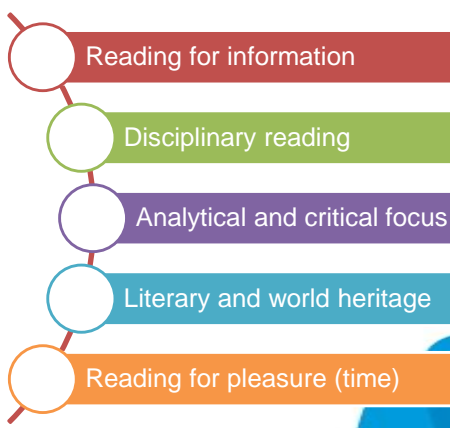 Reading for information
Disciplinary reading
Analytical and critical focus
Literary and world heritage
Reading for pleasure (time)